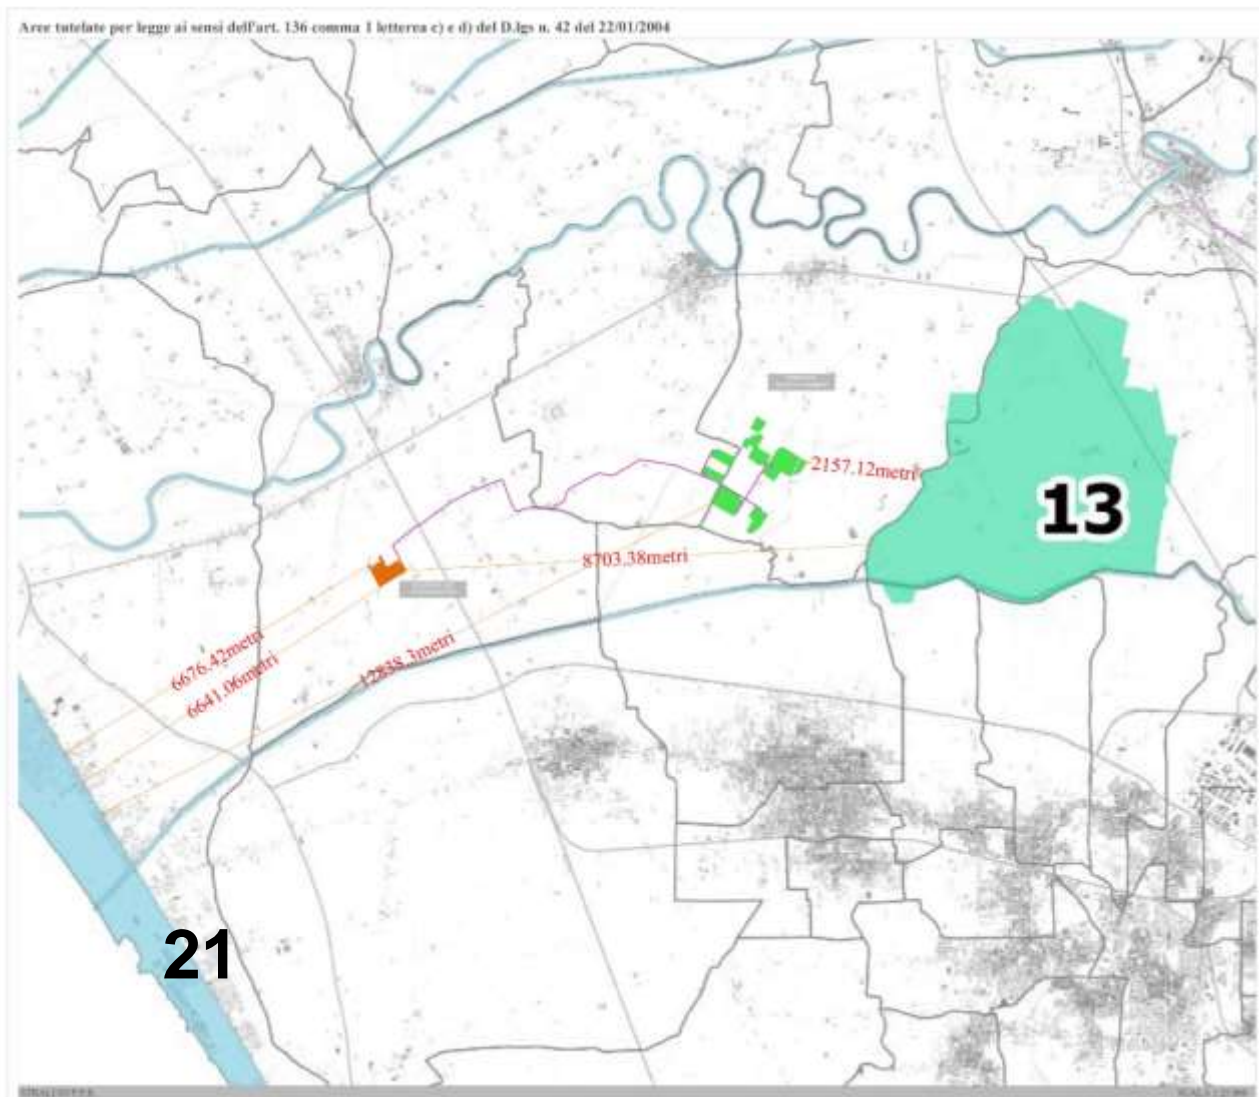 Aree tutelate per legge ai sensi dell'art. 136 comma 1 letterea c) e d) del D.lgs n. 42 del 22/01/2004
2157.12metri
13
8703.38metri
6676.42metri
12838.3metri
6641.06metri
21